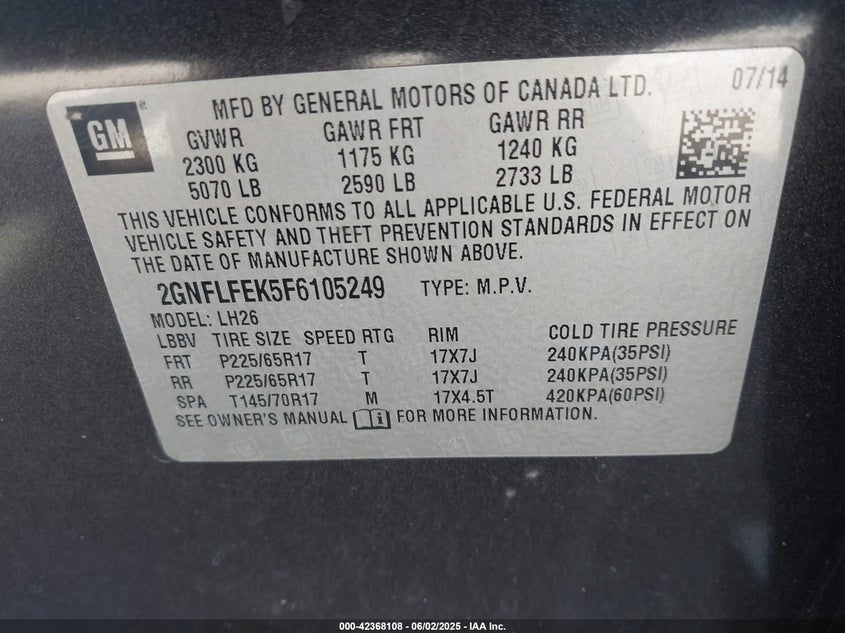 GM ®
MFD BY GENERAL MOTORS OF CANADA LTD. 07/14
GVWR GAWR FRT GAWR RR
2300 KG 1175 KG 1240 KG
5070 LB 2590 LB 2733 LB
THIS VEHICLE CONFORMS TO ALL APPLICABLE U.S. FEDERAL MOTOR
VEHICLE SAFETY AND THEFT PREVENTION STANDARDS IN EFFECT ON
THE DATE OF MANUFACTURE SHOWN ABOVE.
2GNFLFEK5F6105249 TYPE: M.P.V.
MODEL: LH26
LBBV TIRE SIZE SPEED RTG RIM COLD TIRE PRESSURE
FRT P225/65R17 T 17X7J 240KPA(35PSI)
RR P225/65R17 T 17X7J 240KPA(35PSI)
SPA T145/70R17 M 17X4.5T 420KPA(60PSI)
SEE OWNER'S MANUAL FOR MORE INFORMATION.
000-42368108 - 06/02/2025 - IAA Inc.